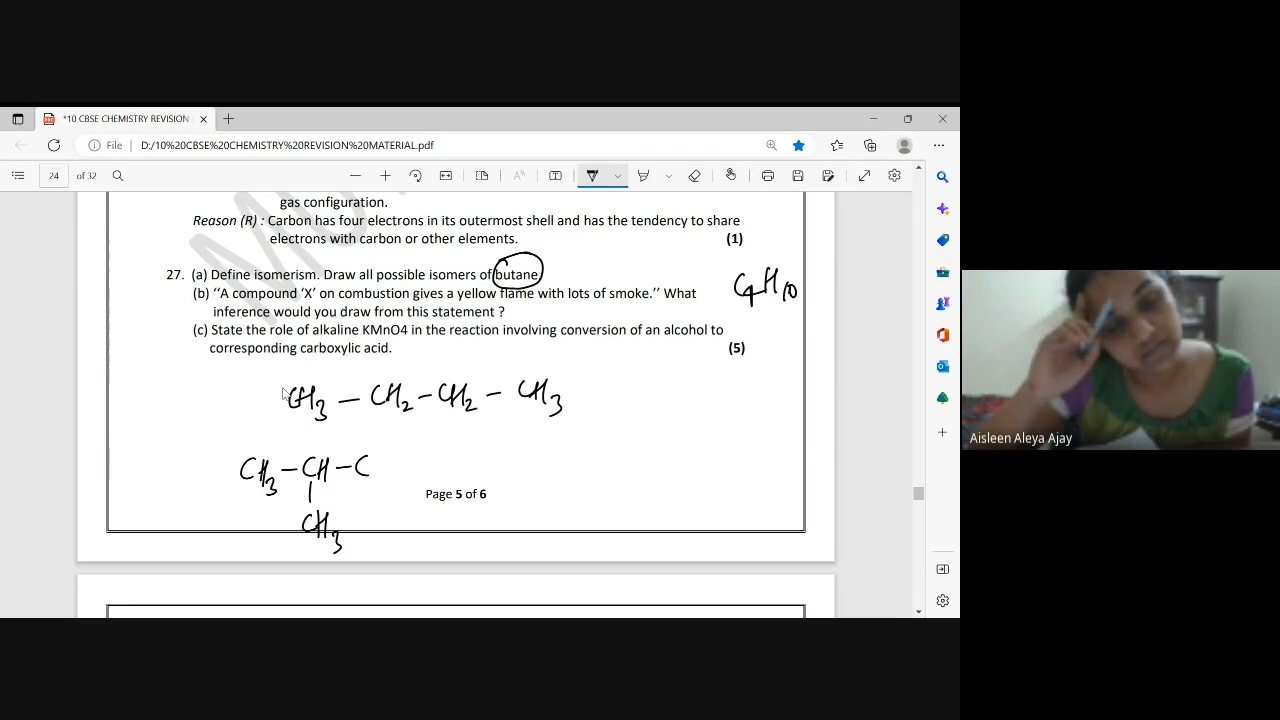 *10 CBSE CHEMISTRY REVISION
File D:/10%20CBSE%20CHEMISTRY%20REVISION%20MATERIAL.pdf
24 of 32
gas configuration.
Reason (R) : Carbon has four electrons in its outermost shell and has the tendency to share
electrons with carbon or other elements. (1)
27. (a) Define isomerism. Draw all possible isomers of butane
C4H10
(b) ‘‘A compound ‘X’ on combustion gives a yellow flame with lots of smoke.’’ What
inference would you draw from this statement ?
(c) State the role of alkaline KMnO4 in the reaction involving conversion of an alcohol to
corresponding carboxylic acid. (5)
CH3 — CH2 – CH2 – CH3
CH3 – CH – C
|
CH3
Page 5 of 6
Aisleen Aleya Ajay